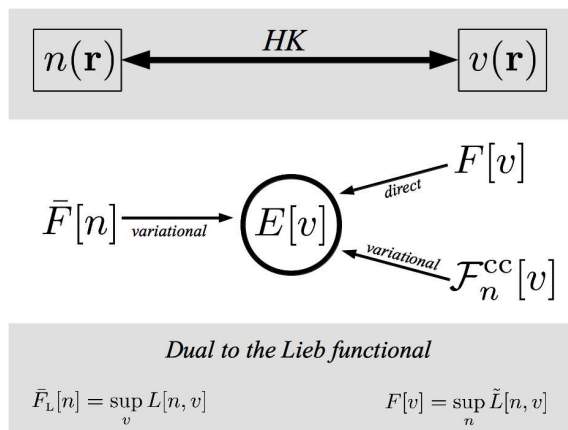 HK
n(r) v(r)
F[v]
direct
F̄[n] variational E[v]
variational
ℱₙᶜᶜ[v]
Dual to the Lieb functional
F̄_L[n] = sup_v L[n, v] F[v] = sup_n L̃[n, v]